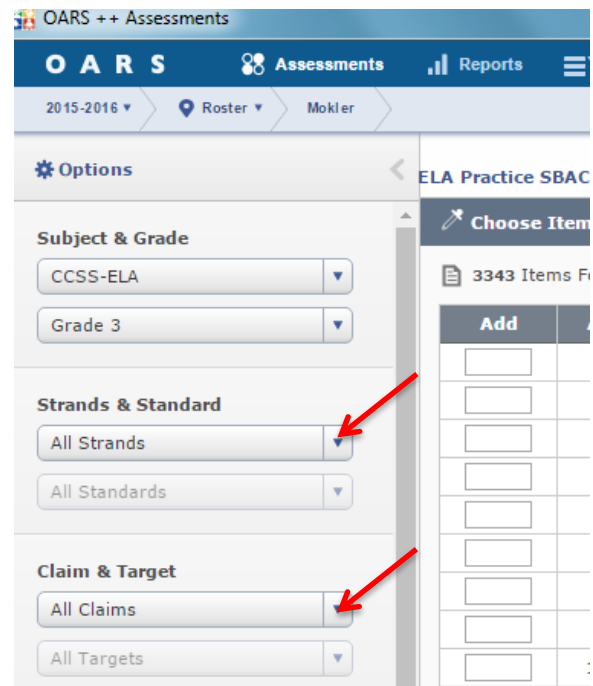 OARS ++ Assessments
O A R S Assessments Reports
2015-2016 Roster Mokler
Options
ELA Practice SBAC
Choose Item
3343 Items
Add
Subject & Grade
CCSS-ELA
Grade 3
Strands & Standard
All Strands
All Standards
Claim & Target
All Claims
All Targets